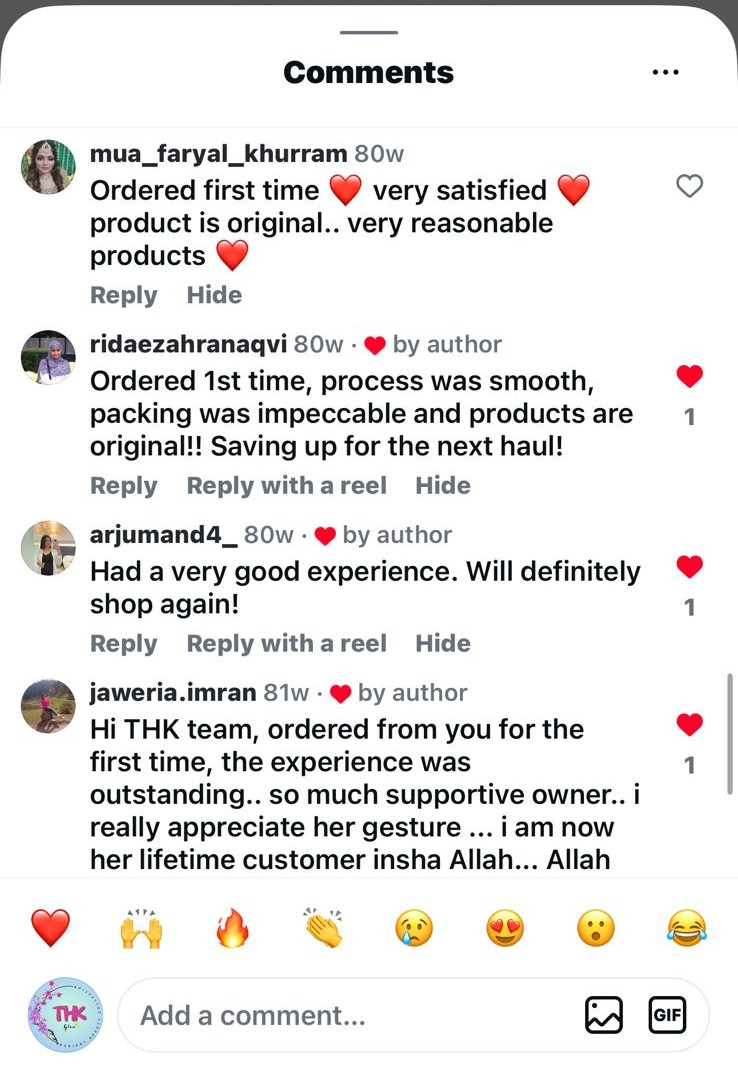 Comments
mua_faryal_khurram 80w
Ordered first time ❤️ very satisfied ❤️
product is original.. very reasonable
products ❤️
Reply Hide
ridaezahranaqvi 80w · ❤️ by author
Ordered 1st time, process was smooth,
packing was impeccable and products are
original!! Saving up for the next haul!
1
Reply Reply with a reel Hide
arjumand4_ 80w · ❤️ by author
Had a very good experience. Will definitely
shop again!
1
Reply Reply with a reel Hide
jaweria.imran 81w · ❤️ by author
Hi THK team, ordered from you for the
first time, the experience was
outstanding.. so much supportive owner.. i
really appreciate her gesture ... i am now
her lifetime customer insha Allah... Allah
1
THK
Add a comment...
GIF